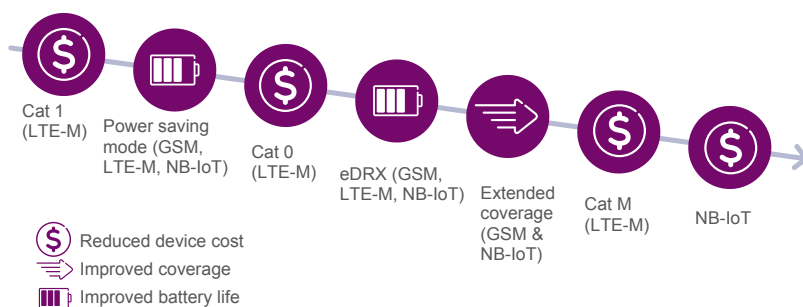 Cat 1
(LTE-M)
Power saving
mode (GSM,
LTE-M, NB-IoT)
Cat 0
(LTE-M)
eDRX (GSM,
LTE-M, NB-IoT)
Extended
coverage
(GSM &
NB-IoT)
Cat M
(LTE-M)
NB-IoT
Reduced device cost
Improved coverage
Improved battery life